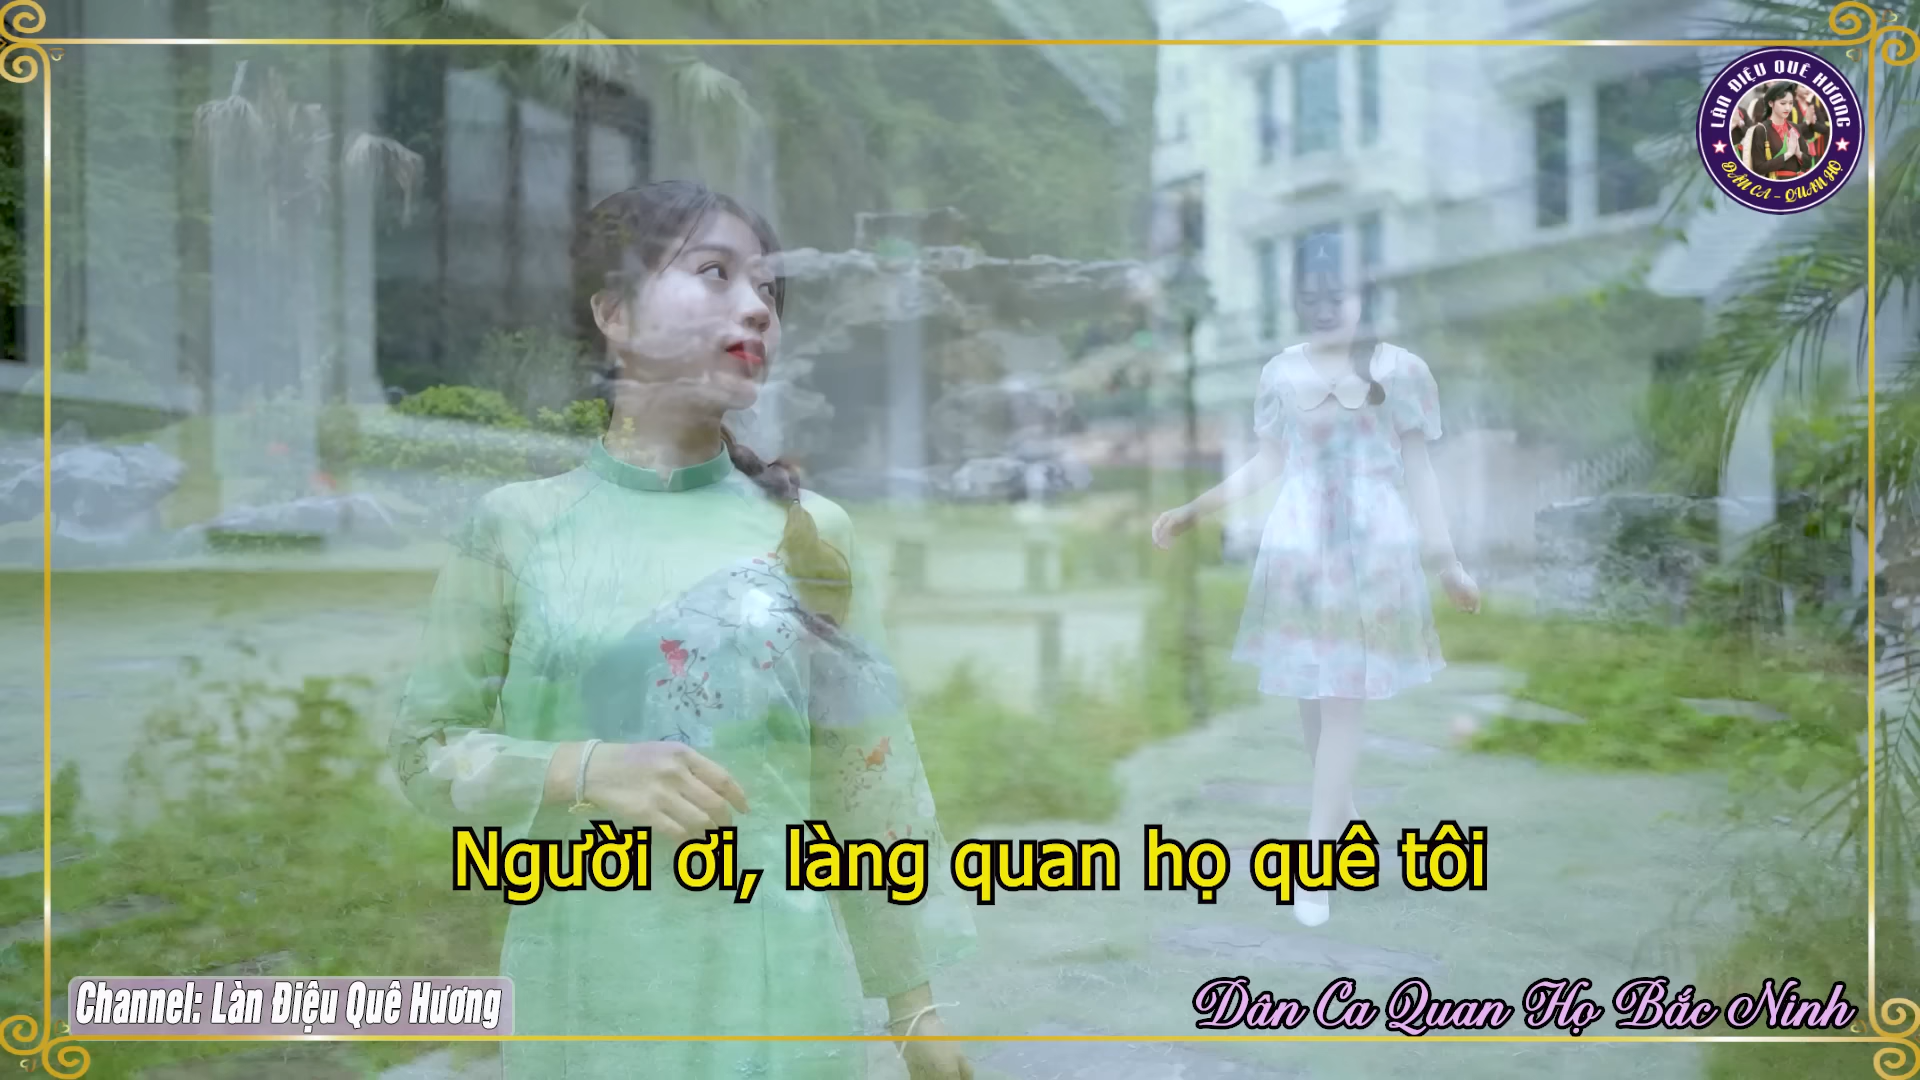 LÀN ĐIỆU QUÊ HƯƠNG
DÂN CA - QUAN HỌ
Người ơi, làng quan họ quê tôi
Channel: Làn Điệu Quê Hương
Dân Ca Quan Họ Bắc Ninh